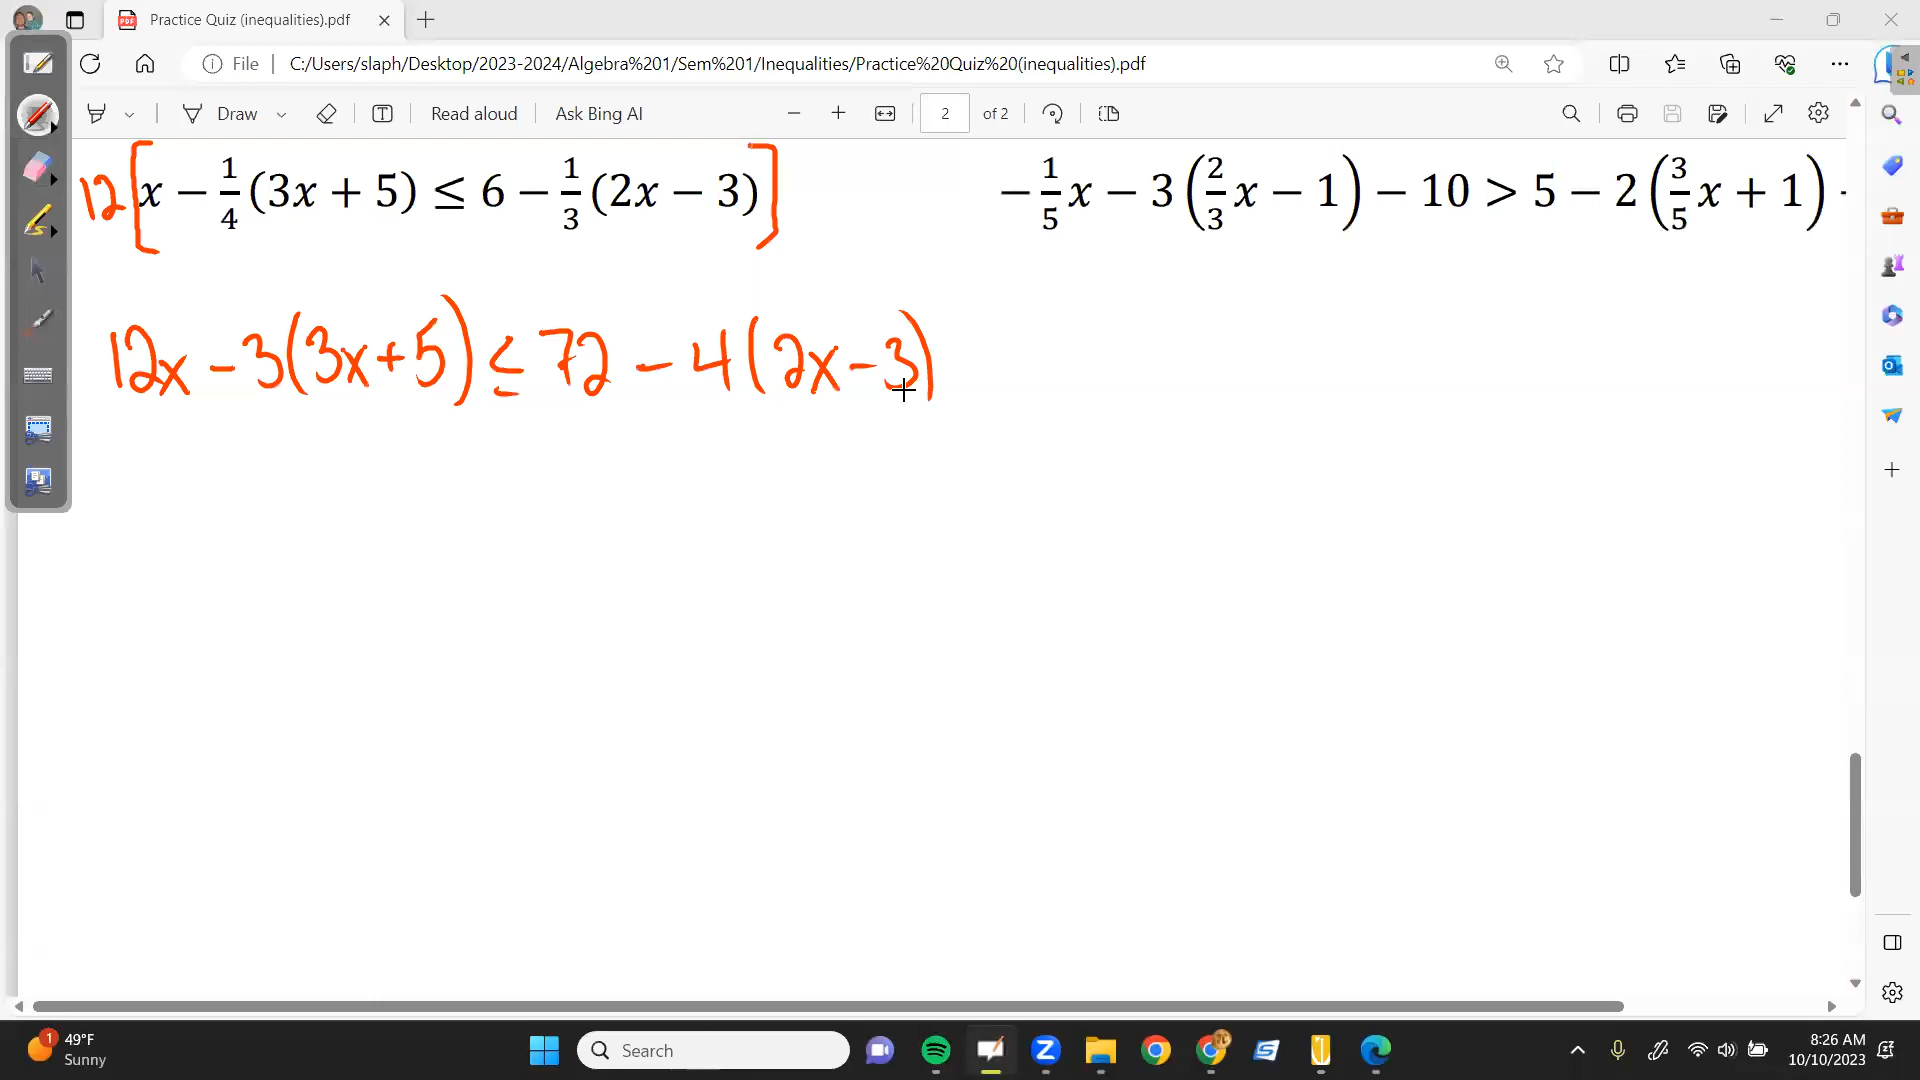 Practice Quiz (inequalities).pdf
File C:/Users/slaph/Desktop/2023-2024/Algebra%201/Sem%201/Inequalities/Practice%20Quiz%20(inequalities).pdf
Draw Read aloud Ask Bing AI 2 of 2
12[x − 1/4(3x + 5) ≤ 6 − 1/3(2x − 3)]
−1/5x − 3(2/3x − 1) − 10 > 5 − 2(3/5x + 1) -
12x − 3(3x+5) ≤ 72 − 4(2x−3)
1 49°F
Sunny
Search
8:26 AM
10/10/2023